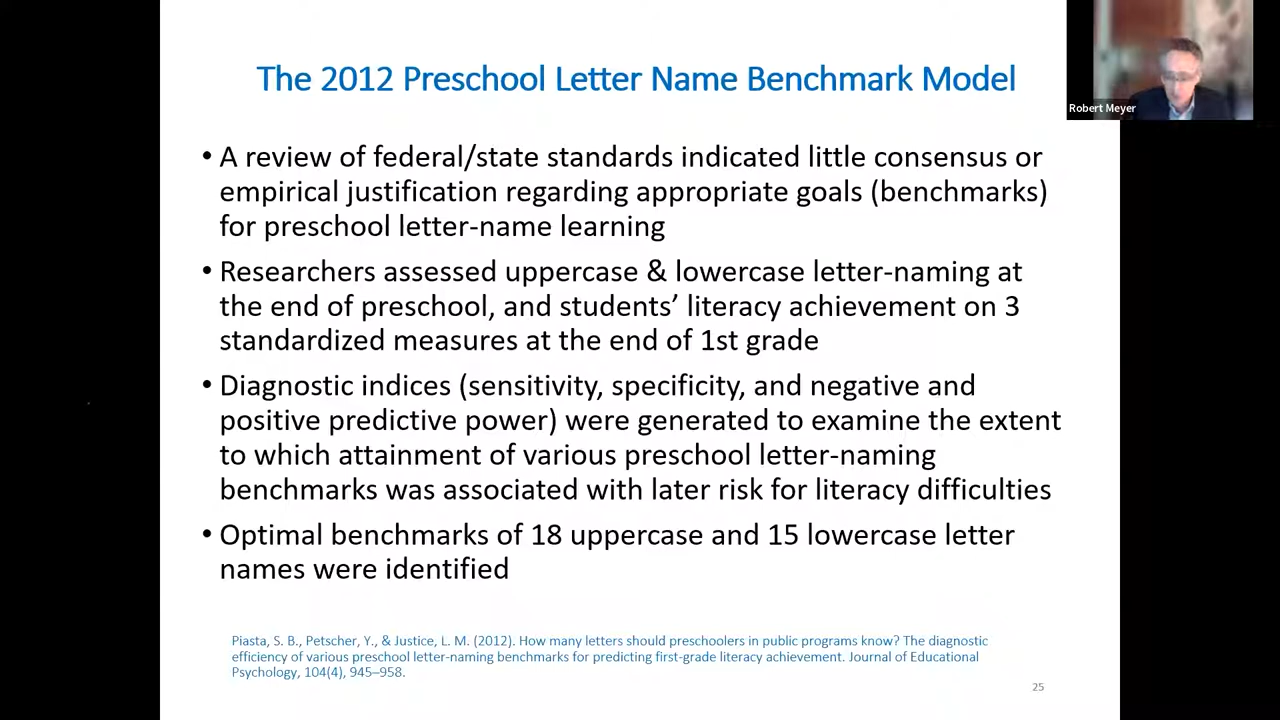 The 2012 Preschool Letter Name Benchmark Model
Robert Meyer
• A review of federal/state standards indicated little consensus or
empirical justification regarding appropriate goals (benchmarks)
for preschool letter-name learning
• Researchers assessed uppercase & lowercase letter-naming at
the end of preschool, and students’ literacy achievement on 3
standardized measures at the end of 1st grade
• Diagnostic indices (sensitivity, specificity, and negative and
positive predictive power) were generated to examine the extent
to which attainment of various preschool letter-naming
benchmarks was associated with later risk for literacy difficulties
• Optimal benchmarks of 18 uppercase and 15 lowercase letter
names were identified
Piasta, S. B., Petscher, Y., & Justice, L. M. (2012). How many letters should preschoolers in public programs know? The diagnostic
efficiency of various preschool letter-naming benchmarks for predicting first-grade literacy achievement. Journal of Educational
Psychology, 104(4), 945–958.
25